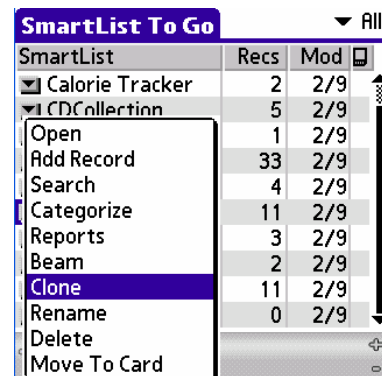 SmartList To Go All
SmartList Recs Mod
Calorie Tracker 2 2/9
CDCollection 5 2/9
Open 1 2/9
Add Record 33 2/9
Search 4 2/9
Categorize 11 2/9
Reports 3 2/9
Beam 2 2/9
Clone 11 2/9
Rename 0 2/9
Delete
Move To Card